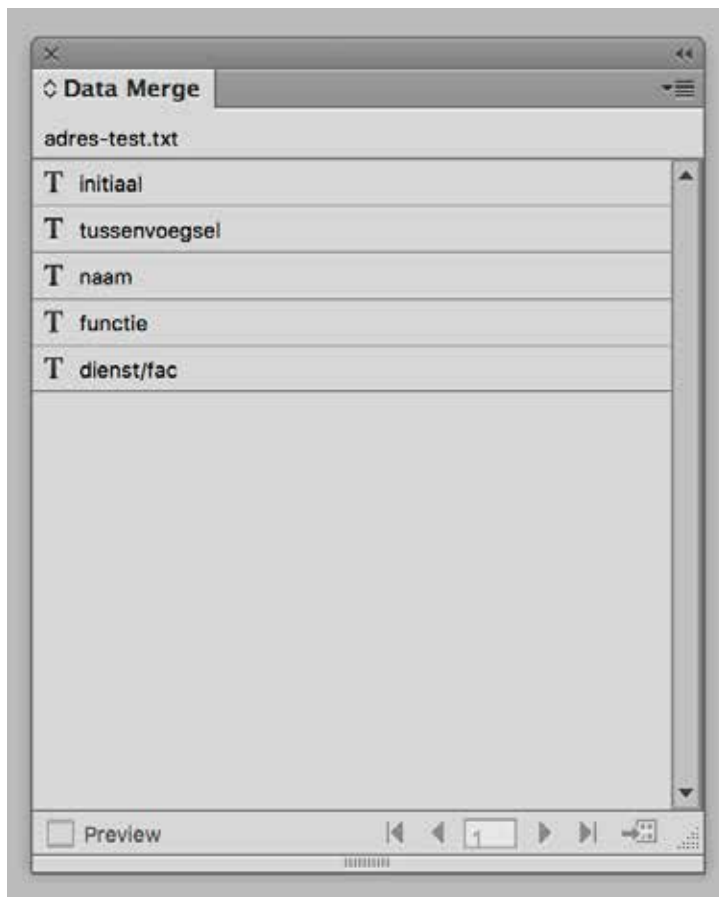 Data Merge
adres-test.txt
T initiaal
T tussenvoegsel
T naam
T functie
T dienst/fac
Preview
1